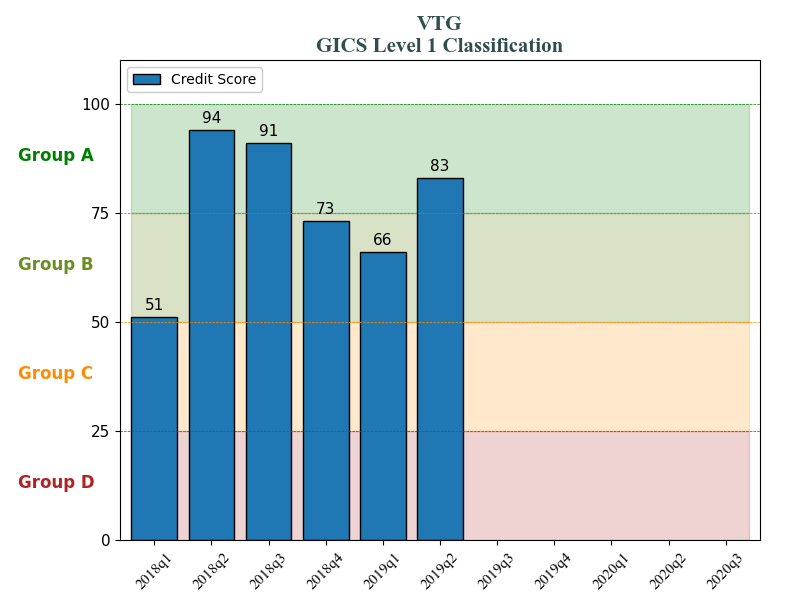 VTG
GICS Level 1 Classification
Credit Score
100
75
50
25
0
Group A
Group B
Group C
Group D
51
94
91
73
66
83
2018q1
2018q2
2018q3
2018q4
2019q1
2019q2
2019q3
2019q4
2020q1
2020q2
2020q3